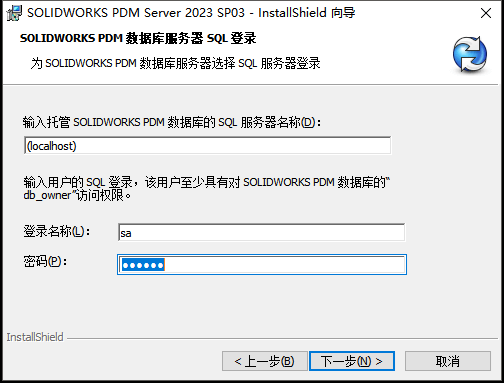 SOLIDWORKS PDM Server 2023 SP03 - InstallShield 向导
SOLIDWORKS PDM 数据库服务器 SQL 登录
为 SOLIDWORKS PDM 数据库服务器选择 SQL 服务器登录
输入托管 SOLIDWORKS PDM 数据库的 SQL 服务器名称(D)：
(localhost)
输入用户的 SQL 登录，该用户至少具有对 SOLIDWORKS PDM 数据库的“
db_owner”访问权限。
登录名称(L)：
sa
密码(P)：
●●●●●●
InstallShield
< 上一步(B)
下一步(N) >
取消